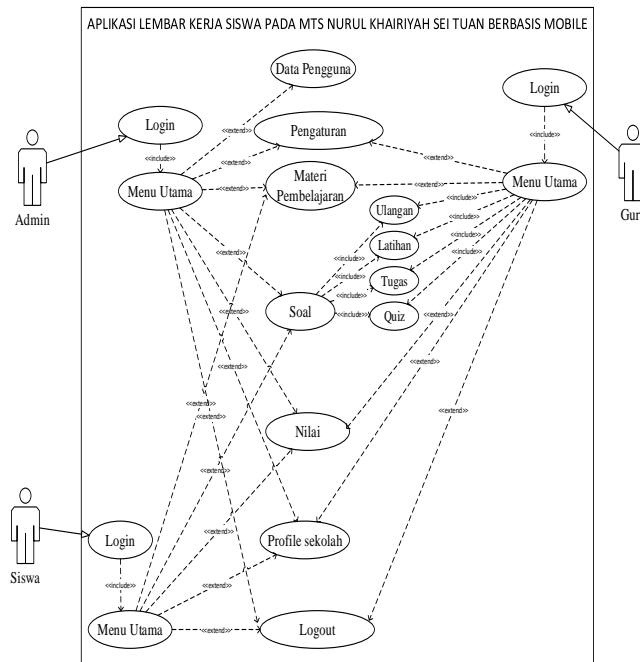 APLIKASI LEMBAR KERJA SISWA PADA MTS NURUL KHAIRIYAH SEI TUAN BERBASIS MOBILE
Data Pengguna
Login
Login
<<extend>>
Pengaturan
<<include>>
<<include>>
Materi
Pembelajaran
<<extend>>
<<extend>>
<<extend>>
<<extend>>
Menu Utama
Menu Utama
Admin
Gur
Ulangan
<<include>>
<<include>>
<<include>>
Latihan
<<include>>
<<extend>>
<<include>>
Tugas
<<include>>
Soal
<<include>>
Quiz
<<extend>>
<<extend>>
<<extend>>
<<extend>>
<<extend>>
<<extend>>
<<extend>>
<<extend>>
Nilai
Login
<<extend>>
Profile sekolah
Siswa
<<extend>>
<<include>>
Menu Utama
<<extend>>
Logout